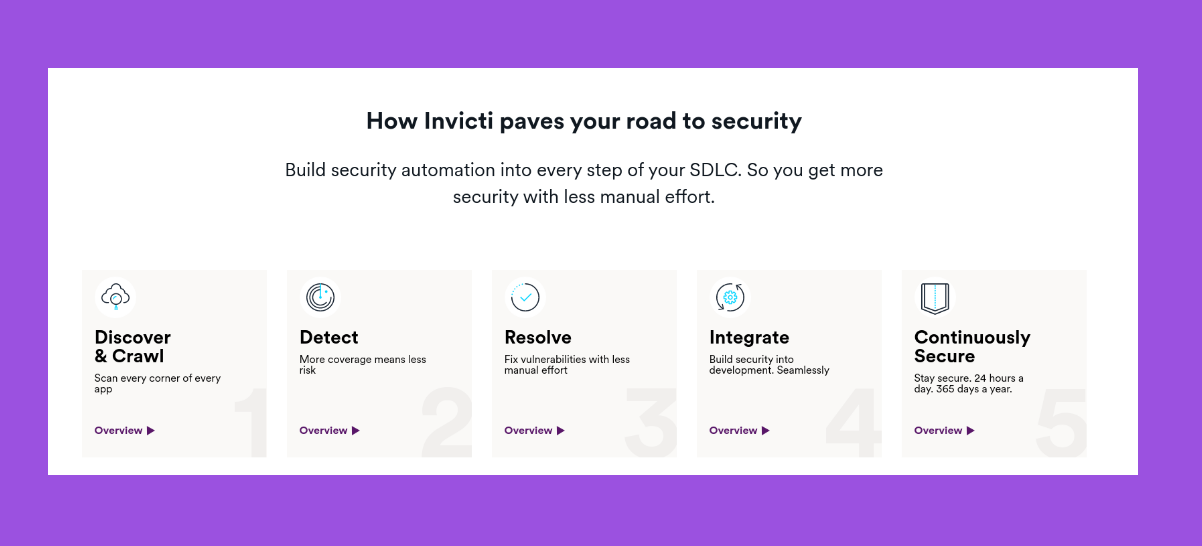 How Invicti paves your road to security
Build security automation into every step of your SDLC. So you get more
security with less manual effort.
Discover
& Crawl
Scan every corner of every
app
Overview
1
Detect
More coverage means less
risk
Overview
2
Resolve
Fix vulnerabilities with less
manual effort
Overview
3
Integrate
Build security into
development. Seamlessly
Overview
4
Continuously
Secure
Stay secure. 24 hours a
day. 365 days a year.
Overview
5